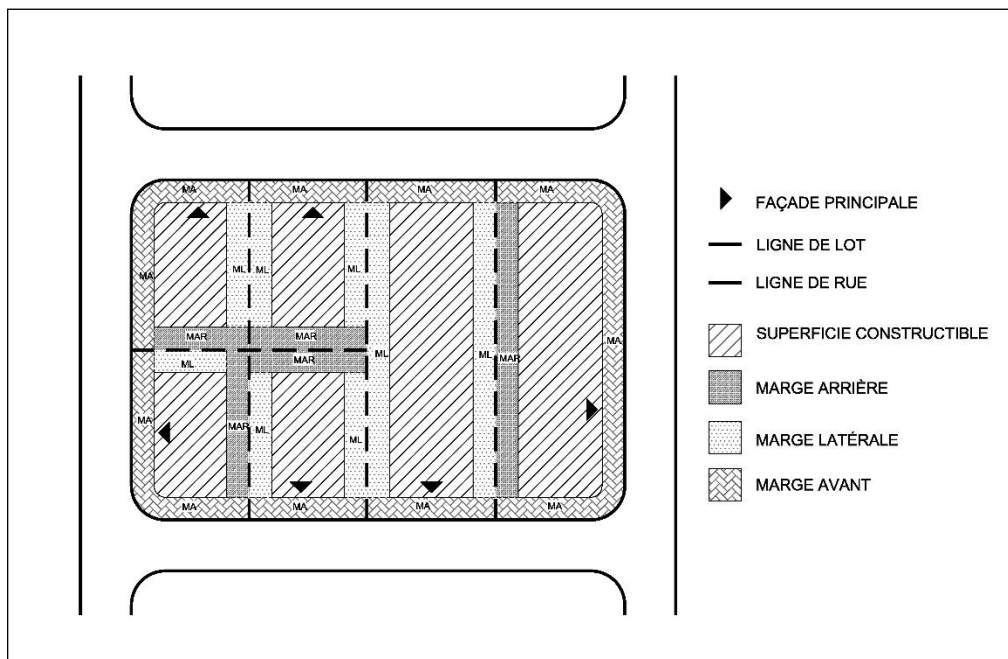 MA MA MA MA
ML ML ML
MA
MAR MAR
MAR
ML ML ML MAR MA
MA MAR ML ML
MA MA MA MA
FAÇADE PRINCIPALE
LIGNE DE LOT
LIGNE DE RUE
SUPERFICIE CONSTRUCTIBLE
MARGE ARRIÈRE
MARGE LATÉRALE
MARGE AVANT